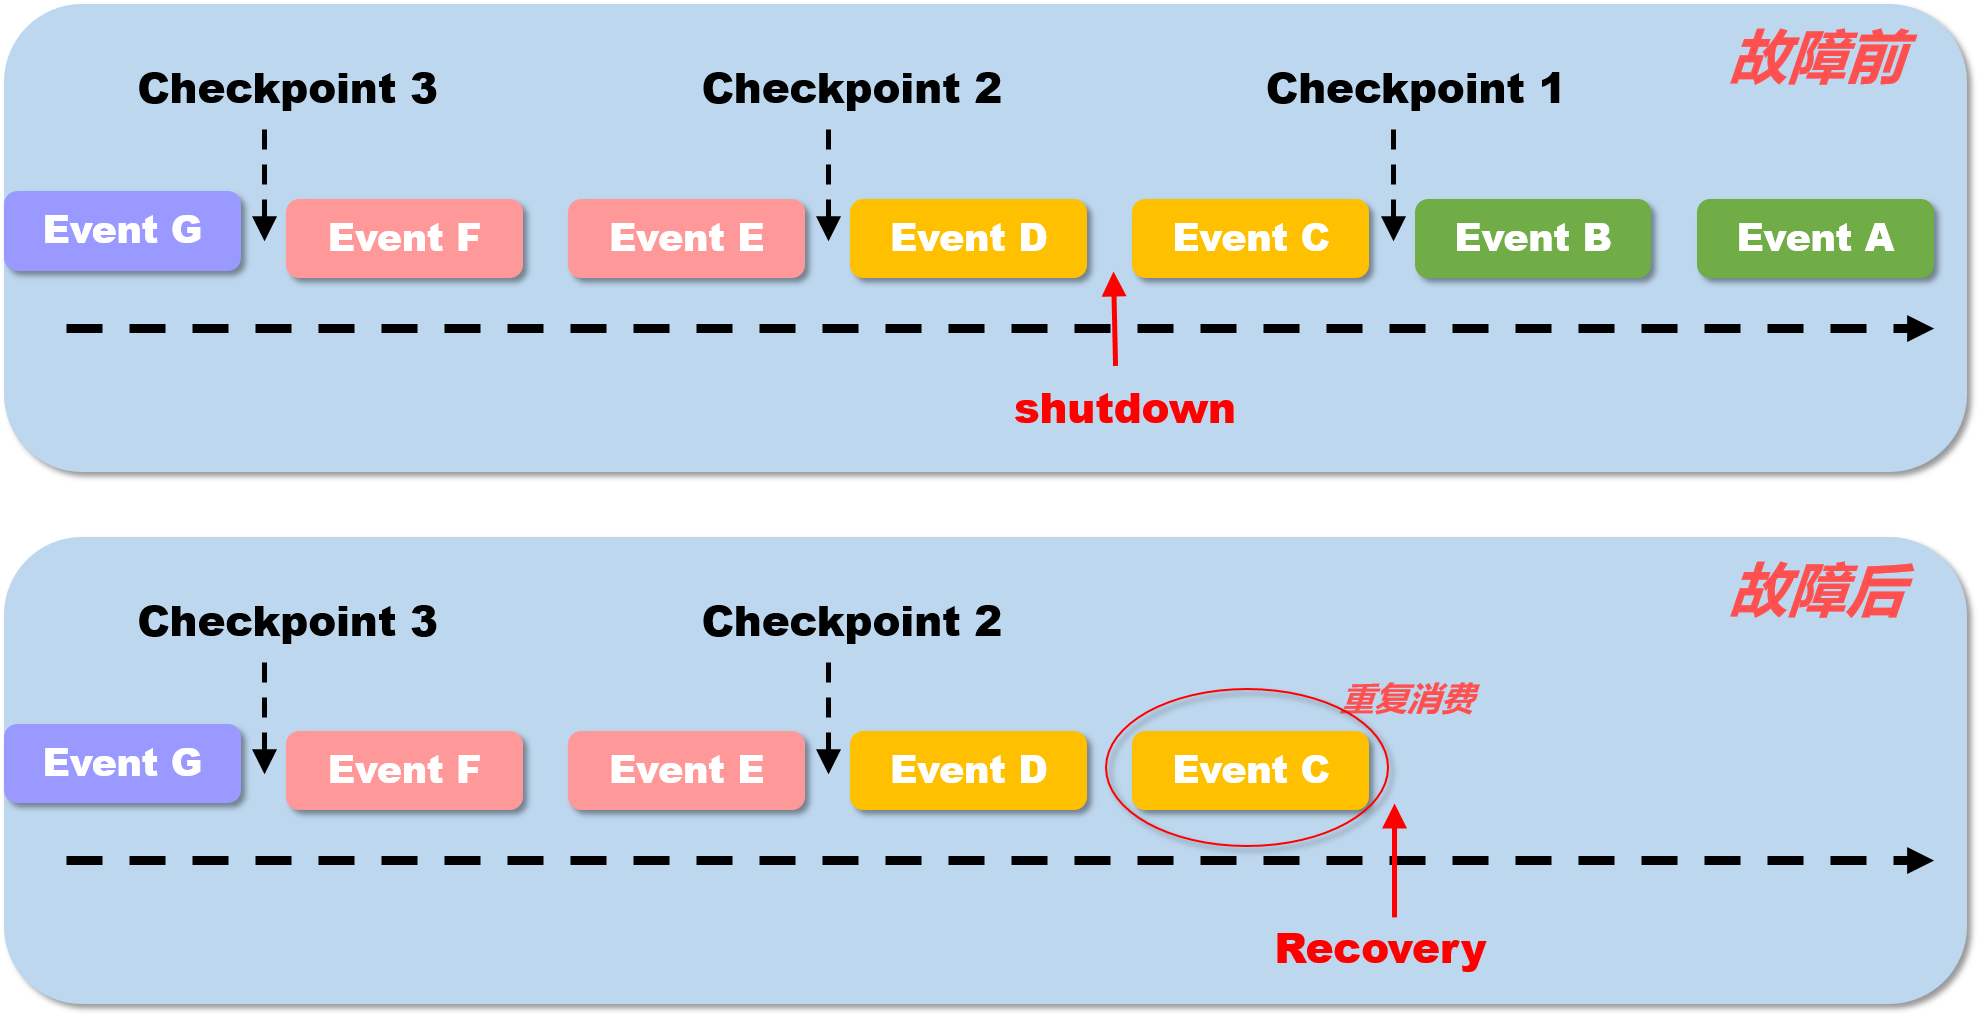 故障前
Checkpoint 3
Checkpoint 2
Checkpoint 1
Event G
Event F
Event E
Event D
Event C
Event B
Event A
shutdown
故障后
Checkpoint 3
Checkpoint 2
重复消费
Event G
Event F
Event E
Event D
Event C
Recovery